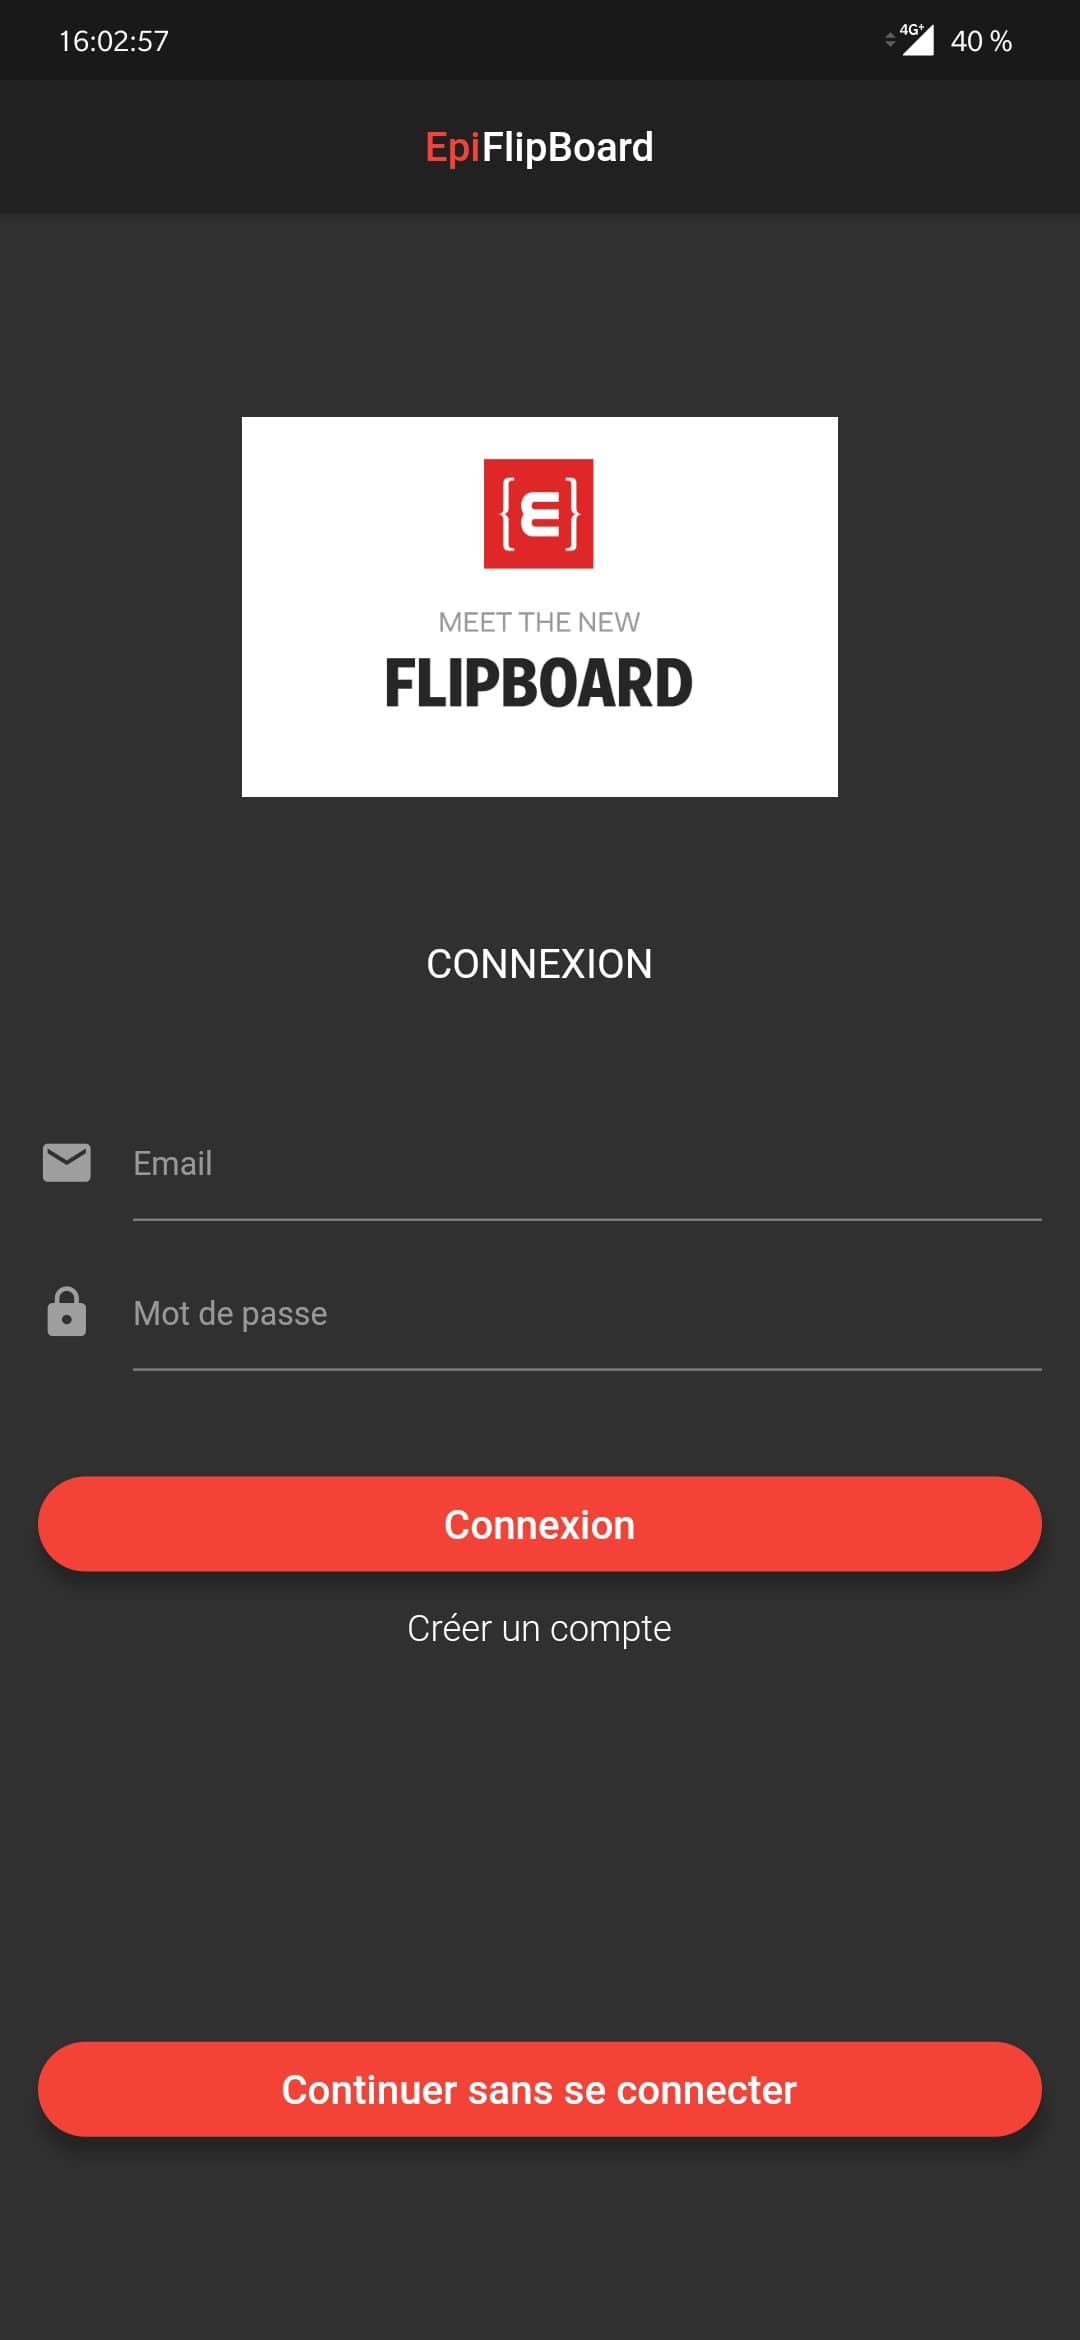 16:02:57
4G+ 40 %
EpiFlipBoard
{E}
MEET THE NEW
FLIPBOARD
CONNEXION
Email
Mot de passe
Connexion
Créer un compte
Continuer sans se connecter